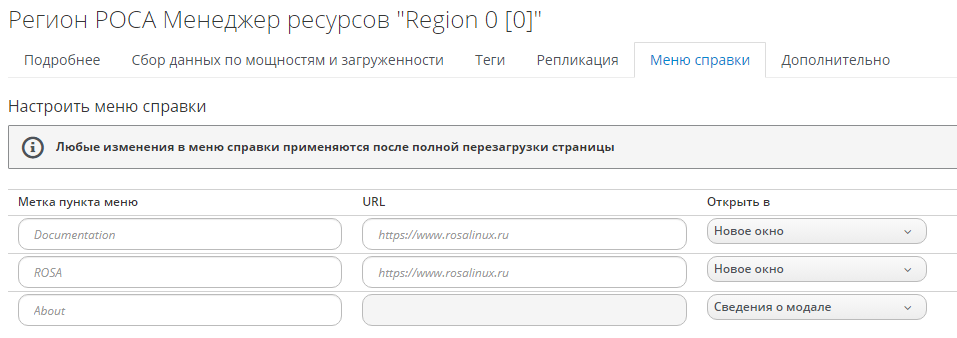 Регион РОСА Менеджер ресурсов "Region 0 [0]"
Подробнее Сбор данных по мощностям и загруженности Теги Репликация Меню справки Дополнительно
Настроить меню справки
Любые изменения в меню справки применяются после полной перезагрузки страницы
Метка пункта меню URL Открыть в
Documentation https://www.rosalinux.ru Новое окно
ROSA https://www.rosalinux.ru Новое окно
About Сведения о модале